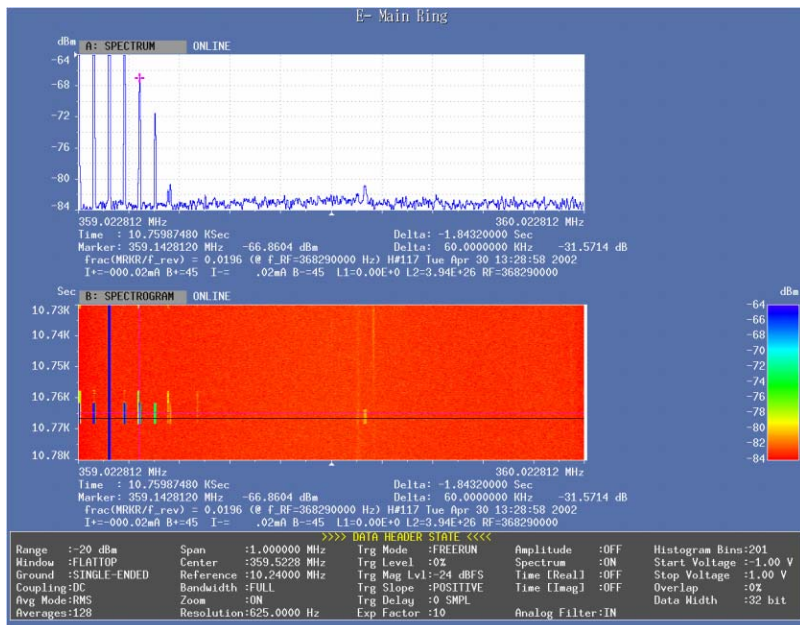 E- Main Ring
dBm A: SPECTRUM ONLINE
-64
-68
-72
-76
-80
-84
359.022812 MHz 360.022812 MHz
Time : 10.75987480 KSec Delta: -1.84320000 Sec
Marker: 359.1428120 MHz -66.8604 dBm Delta: 60.0000000 KHz -31.5714 dB
frac(MRKR/f_rev) = 0.0196 (@ f_RF=368290000 Hz) H#117 Tue Apr 30 13:28:58 2002
I+=-000.02mA B+=45 I-= .02mA B-=45 L1=0.00E+0 L2=3.94E+26 RF=368290000
Sec B: SPECTROGRAM ONLINE dBm
10.73K
10.74K
10.75K
10.76K
10.77K
10.78K
-64
-66
-68
-70
-72
-74
-76
-78
-80
-82
-84
359.022812 MHz 360.022812 MHz
Time : 10.75987480 KSec Delta: -1.84320000 Sec
Marker: 359.1428120 MHz -66.8604 dBm Delta: 60.0000000 KHz -31.5714 dB
frac(MRKR/f_rev) = 0.0196 (@ f_RF=368290000 Hz) H#117 Tue Apr 30 13:28:58 2002
I+=-000.02mA B+=45 I-= .02mA B-=45 L1=0.00E+0 L2=3.94E+26 RF=368290000
>>>> DATA HEADER STATE <<<<
Range :-20 dBm Span :1.000000 MHz Trg Mode :FREERUN Amplitude :OFF Histogram Bins:201
Window :FLATTOP Center :359.5228 MHz Trg Level :0% Spectrum :ON Start Voltage :-1.00 V
Ground :SINGLE-ENDED Reference :10.24000 MHz Trg Mag Lvl:-24 dBFS Time [Real] :OFF Stop Voltage :1.00 V
Coupling:DC Bandwidth :FULL Trg Slope :POSITIVE Time [Imag] :OFF Overlap :0%
Avg Mode:RMS Zoom :ON Trg Delay :0 SMPL Data Width :32 bit
Averages:128 Resolution:625.0000 Hz Exp Factor :10 Analog Filter:IN